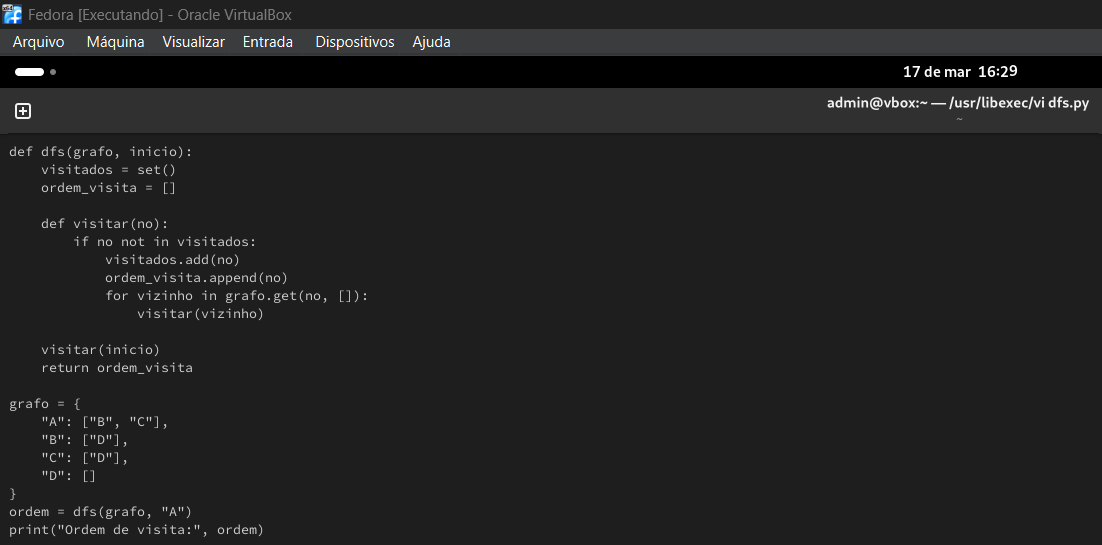 Fedora [Executando] - Oracle VirtualBox
Arquivo Máquina Visualizar Entrada Dispositivos Ajuda
17 de mar 16:29
admin@vbox:~ — /usr/libexec/vi dfs.py
~
def dfs(grafo, inicio):
    visitados = set()
    ordem_visita = []

    def visitar(no):
        if no not in visitados:
            visitados.add(no)
            ordem_visita.append(no)
            for vizinho in grafo.get(no, []):
                visitar(vizinho)

    visitar(inicio)
    return ordem_visita

grafo = {
    "A": ["B", "C"],
    "B": ["D"],
    "C": ["D"],
    "D": []
}
ordem = dfs(grafo, "A")
print("Ordem de visita:", ordem)